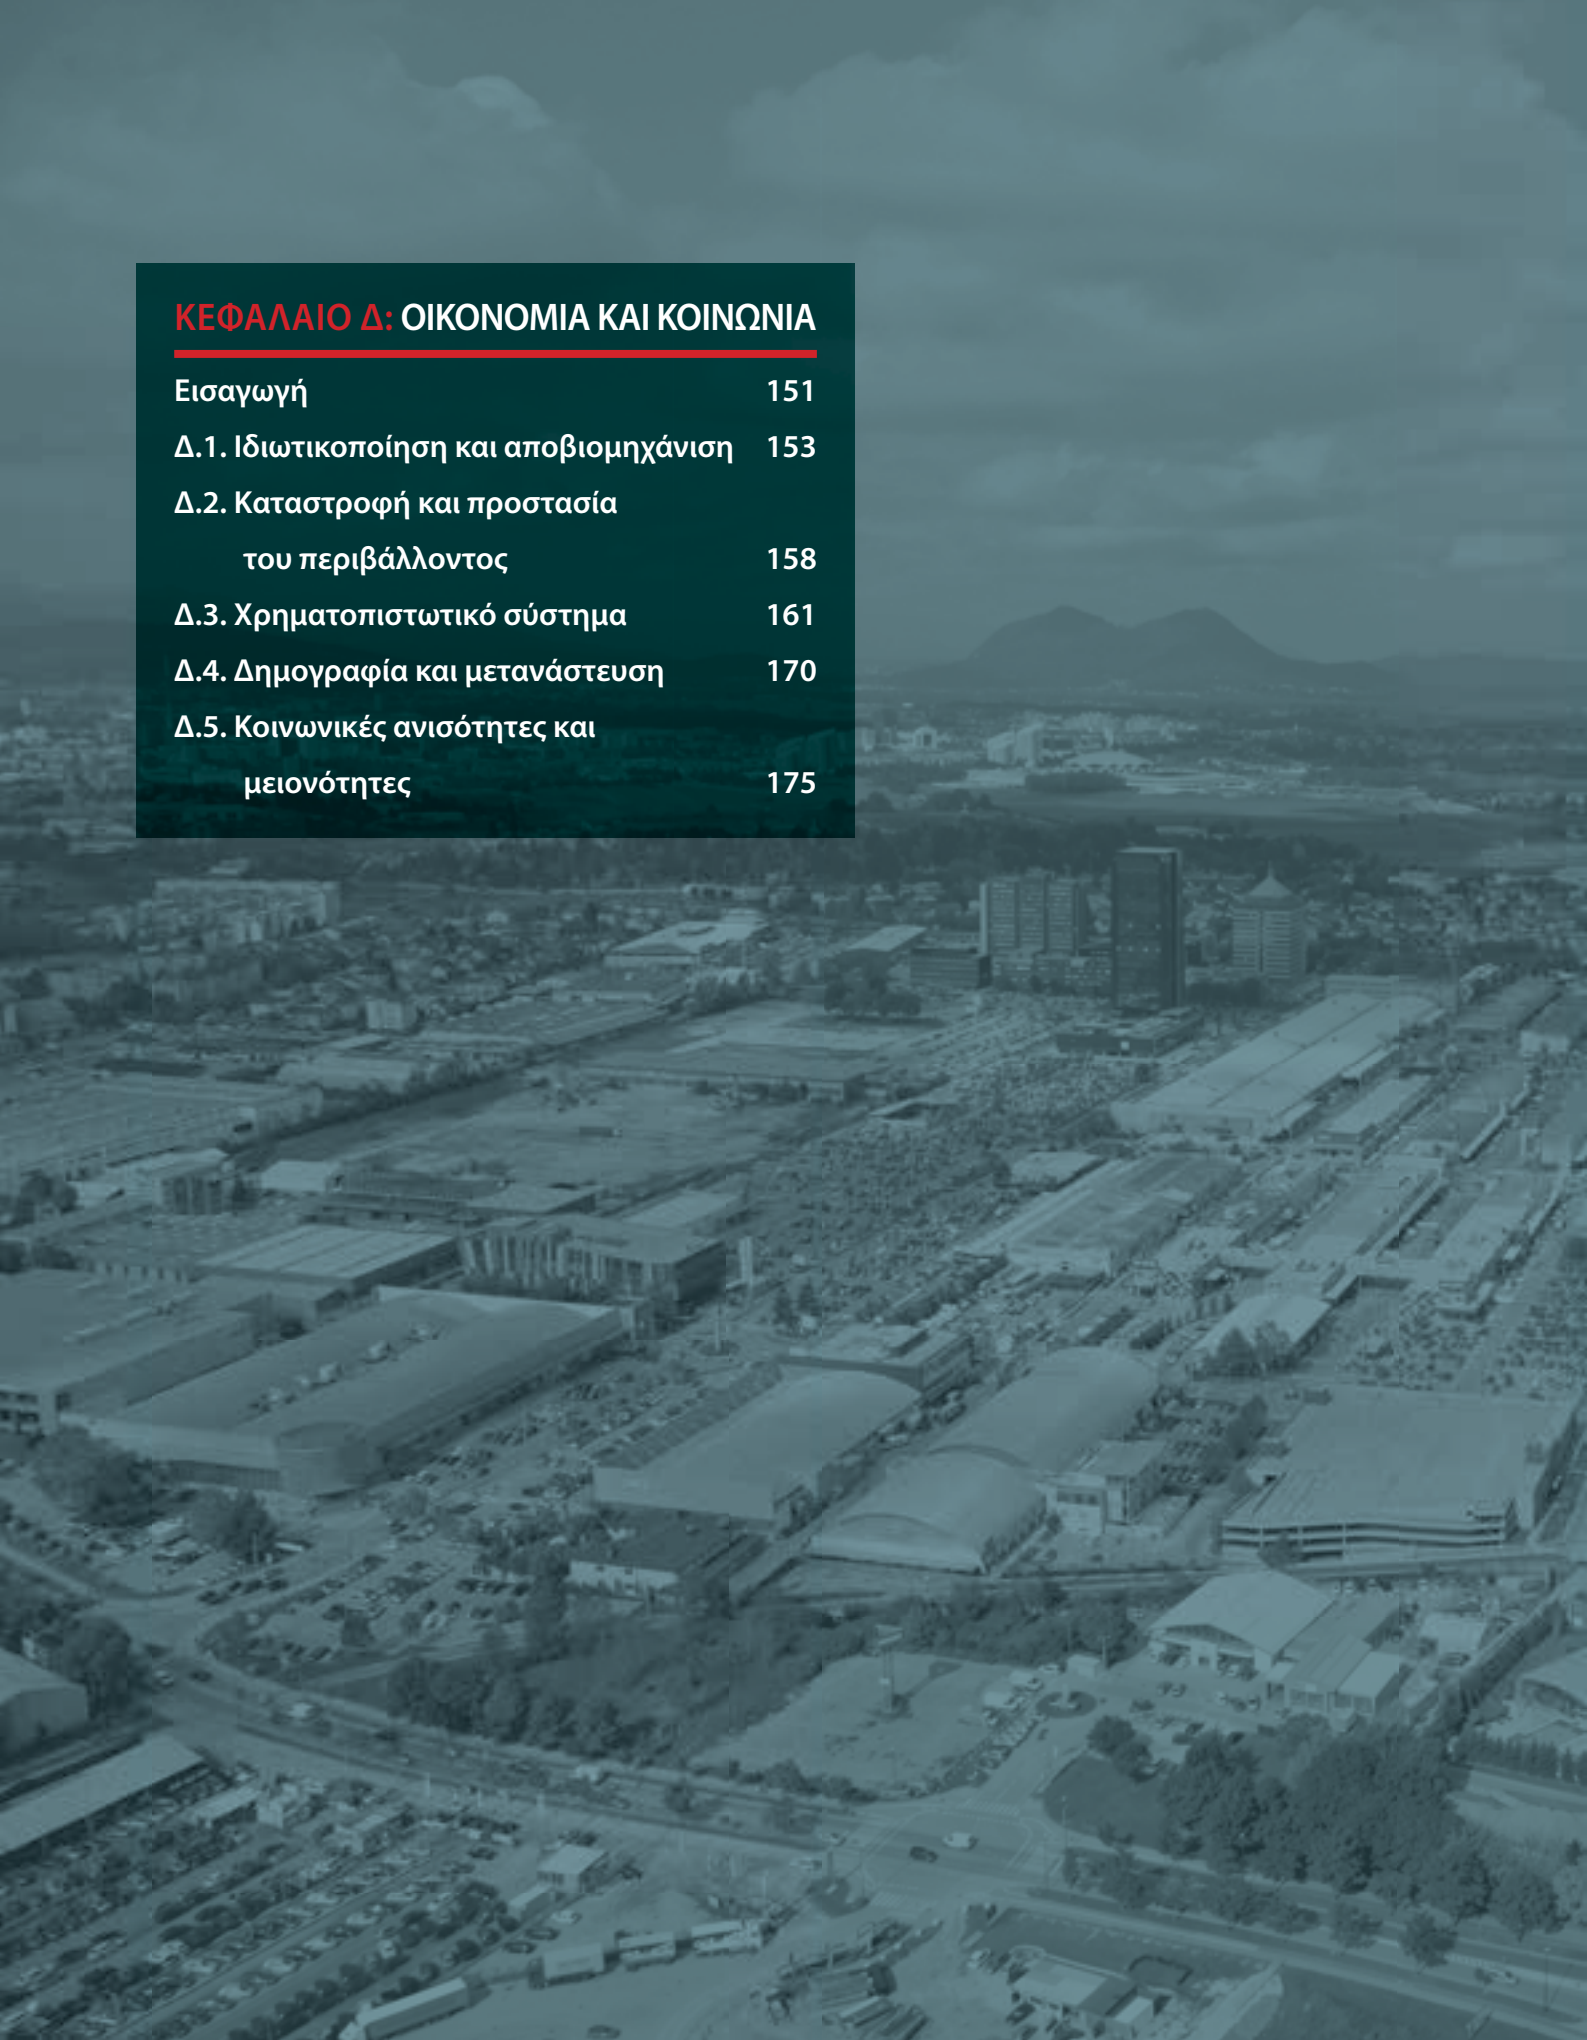 ΚΕΦΑΛΑΙΟ Δ: ΟΙΚΟΝΟΜΙΑ ΚΑΙ ΚΟΙΝΩΝΙΑ
Εισαγωγή 151
Δ.1. Ιδιωτικοποίηση και αποβιομηχάνιση 153
Δ.2. Καταστροφή και προστασία
του περιβάλλοντος 158
Δ.3. Χρηματοπιστωτικό σύστημα 161
Δ.4. Δημογραφία και μετανάστευση 170
Δ.5. Κοινωνικές ανισότητες και
μειονότητες 175